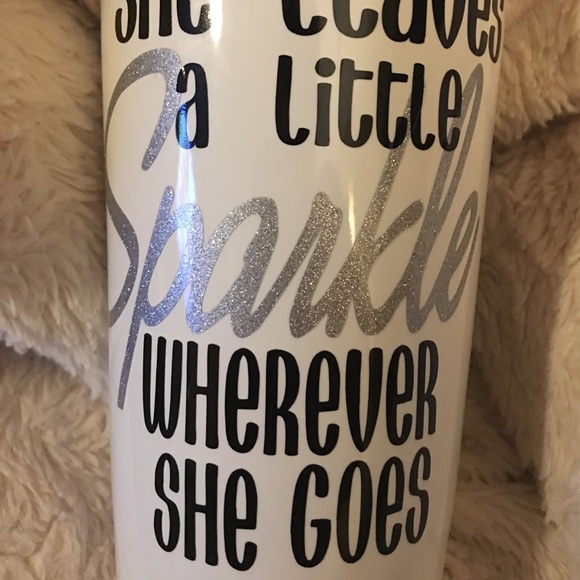 She Leaves
a Little
Sparkle
WHEREVER
SHE GOES